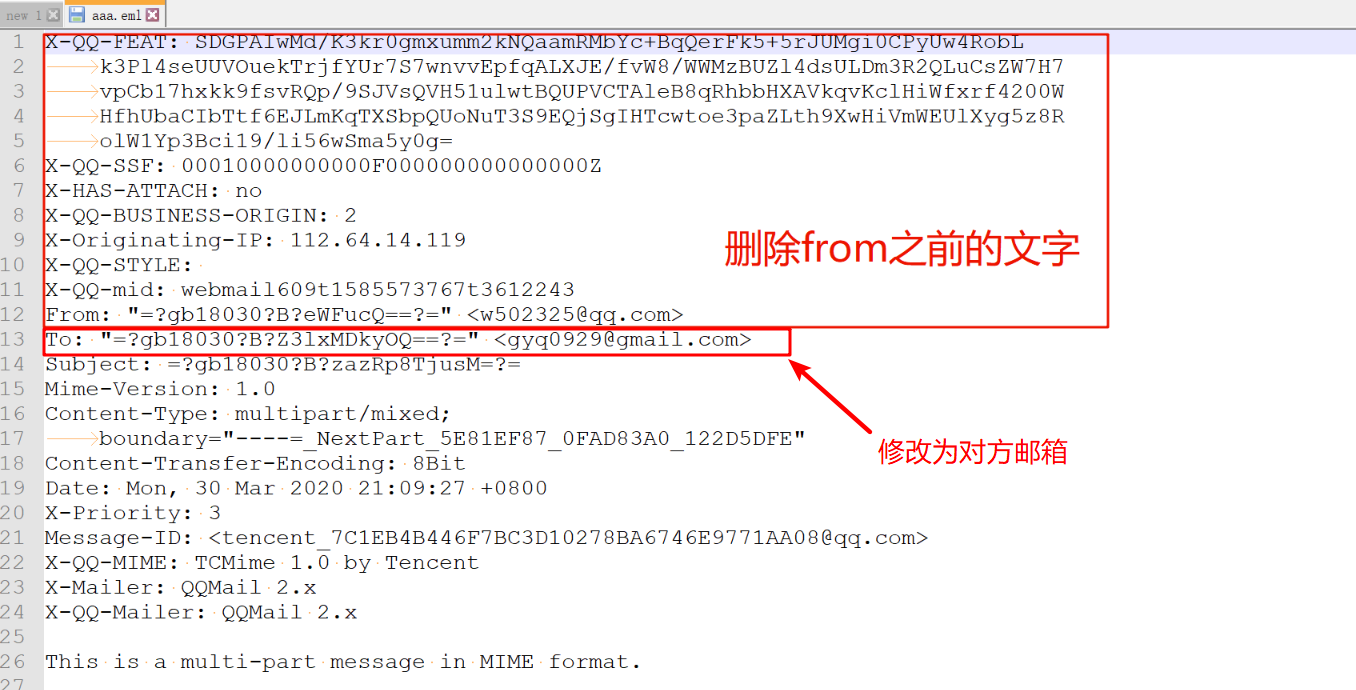 new 1
aaa.eml
1 X-QQ-FEAT: SDGPAIwMd/K3kr0gmxumm2kNQaamRMbYc+BqQerFk5+5rJUMgi0CPyUw4RobL
2 k3Pl4seUUVOuekTrjfYUr7S7wnvvEpfqALXJE/fvW8/WWMzBUZl4dsULDm3R2QLuCsZW7H7
3 vpCb17hxkk9fsvRQp/9SJVsQVH51ulwtBQUPVCTAleB8qRhbbHXAVkqvKclHiWfxrf4200W
4 HfhUbaCIbTtf6EJLmKqTXSbpQUoNuT3S9EQjSgIHTcwtoe3paZLth9XwHiVmWEUlXyg5z8R
5 olW1Yp3Bci19/li56wSma5y0g=
6 X-QQ-SSF: 00010000000000F000000000000000Z
7 X-HAS-ATTACH: no
8 X-QQ-BUSINESS-ORIGIN: 2
9 X-Originating-IP: 112.64.14.119
删除from之前的文字
10 X-QQ-STYLE:
11 X-QQ-mid: webmail609t1585573767t3612243
12 From: "=?gb18030?B?eWFucQ==?=" <w502325@qq.com>
13 To: "=?gb18030?B?Z3lxMDkyOQ==?=" <gyq0929@gmail.com>
14 Subject: =?gb18030?B?zazRp8TjusM=?=
15 Mime-Version: 1.0
16 Content-Type: multipart/mixed;
17 boundary="----=_NextPart_5E81EF87_0FAD83A0_122D5DFE"
修改为对方邮箱
18 Content-Transfer-Encoding: 8Bit
19 Date: Mon, 30 Mar 2020 21:09:27 +0800
20 X-Priority: 3
21 Message-ID: <tencent_7C1EB4B446F7BC3D10278BA6746E9771AA08@qq.com>
22 X-QQ-MIME: TCMime 1.0 by Tencent
23 X-Mailer: QQMail 2.x
24 X-QQ-Mailer: QQMail 2.x
25
26 This is a multi-part message in MIME format.
27